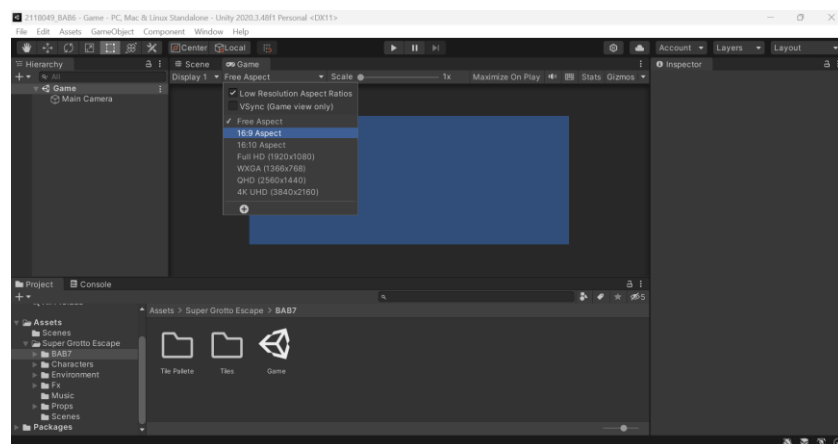 2118049_BAB6 - Game - PC, Mac & Linux Standalone - Unity 2020.3.48f1 Personal <DX11>
File Edit Assets GameObject Component Window Help
Center Local Account Layers Layout
Hierarchy Scene Game Inspector
All Display 1 Free Aspect Scale 1x Maximize On Play Stats Gizmos
Game
Main Camera
Low Resolution Aspect Ratios
VSync (Game view only)
Free Aspect
16:9 Aspect
16:10 Aspect
Full HD (1920x1080)
WXGA (1366x768)
QHD (2560x1440)
4K UHD (3840x2160)
Project Console
5
Assets > Super Grotto Escape > BAB7
Assets
Scenes
Super Grotto Escape
BAB7
Characters
Environment
Fx
Music
Props
Scenes
Packages
Tile Pallete Tiles Game